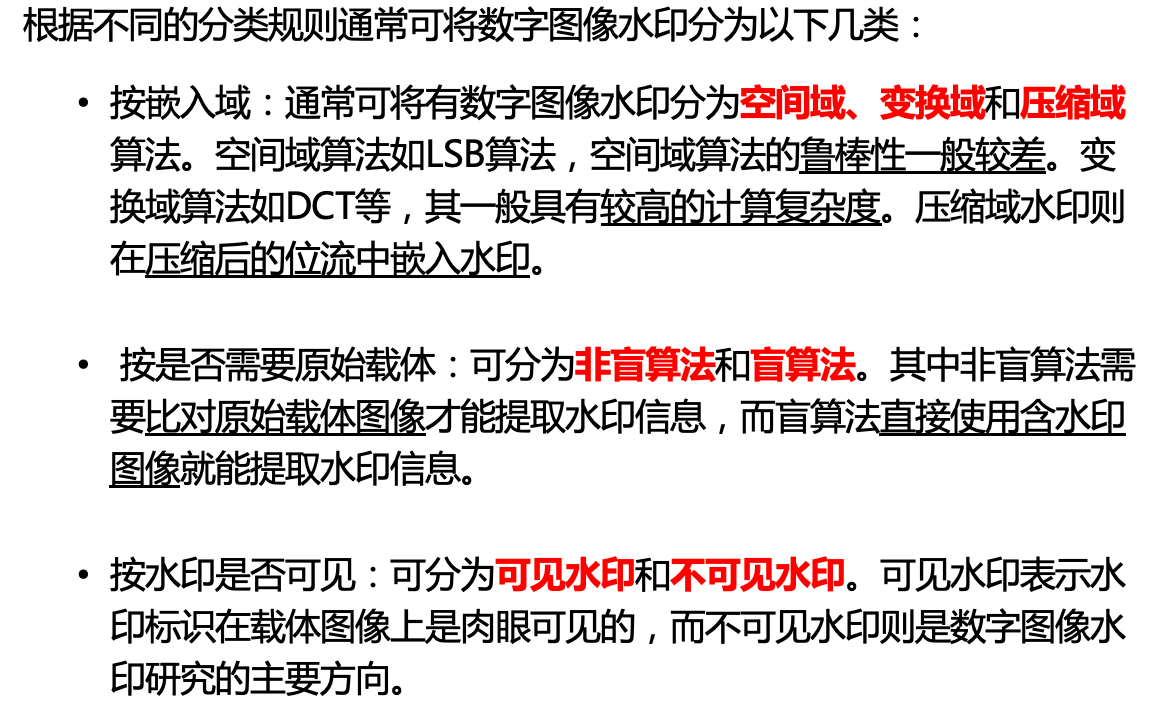 根据不同的分类规则通常可将数字图像水印分为以下几类：
• 按嵌入域：通常可将有数字图像水印分为空间域、变换域和压缩域
算法。空间域算法如LSB算法，空间域算法的鲁棒性一般较差。变
换域算法如DCT等，其一般具有较高的计算复杂度。压缩域水印则
在压缩后的位流中嵌入水印。
• 按是否需要原始载体：可分为非盲算法和盲算法。其中非盲算法需
要比对原始载体图像才能提取水印信息，而盲算法直接使用含水印
图像就能提取水印信息。
• 按水印是否可见：可分为可见水印和不可见水印。可见水印表示水
印标识在载体图像上是肉眼可见的，而不可见水印则是数字图像水
印研究的主要方向。